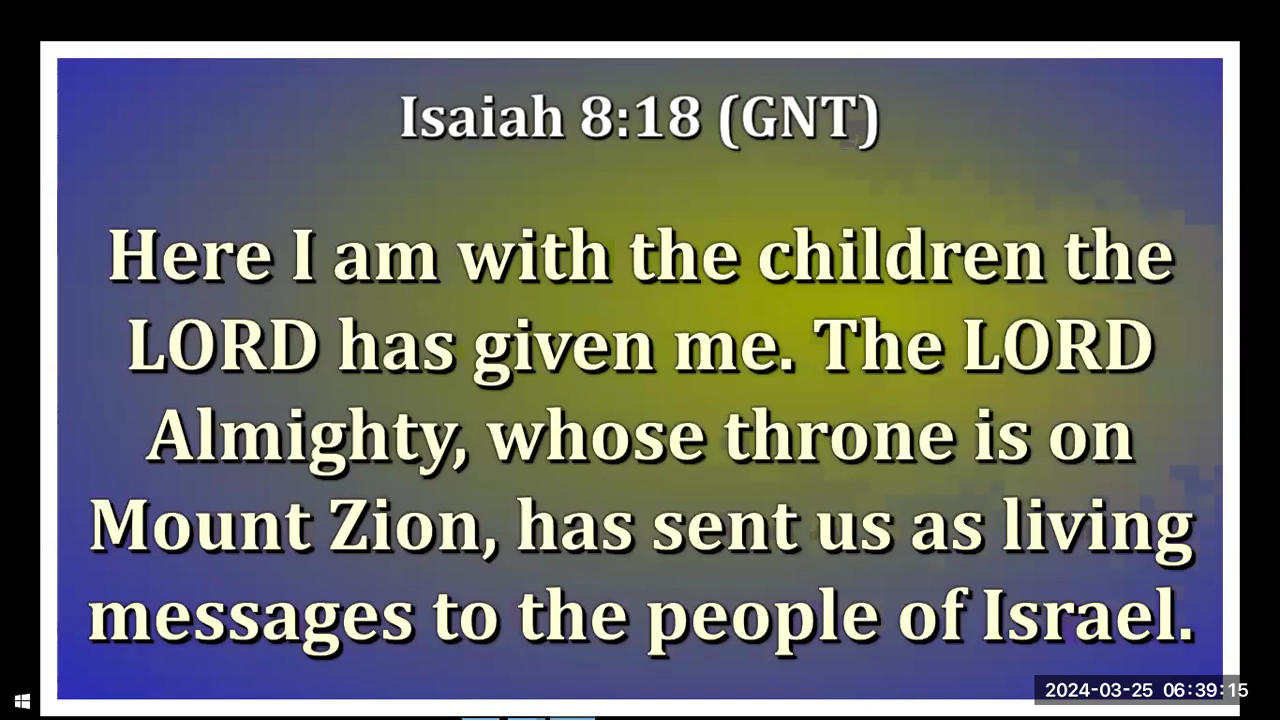 Isaiah 8:18 (GNT)
Here I am with the children the
LORD has given me. The LORD
Almighty, whose throne is on
Mount Zion, has sent us as living
messages to the people of Israel.
2024-03-25 06:39:15